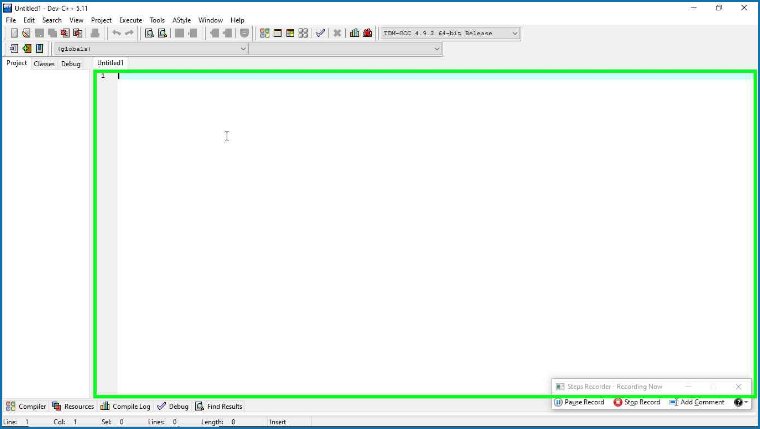 Untitled1 - Dev-C++ 5.11
File Edit Search View Project Execute Tools AStyle Window Help
TDM-GCC 4.9.2 64-bit Release
(globals)
Project Classes Debug Untitled1
1
Steps Recorder - Recording Now
Pause Record Stop Record Add Comment
Compiler Resources Compile Log Debug Find Results
Line: 1 Col: 1 Sel: 0 Lines: 0 Length: 0 Insert